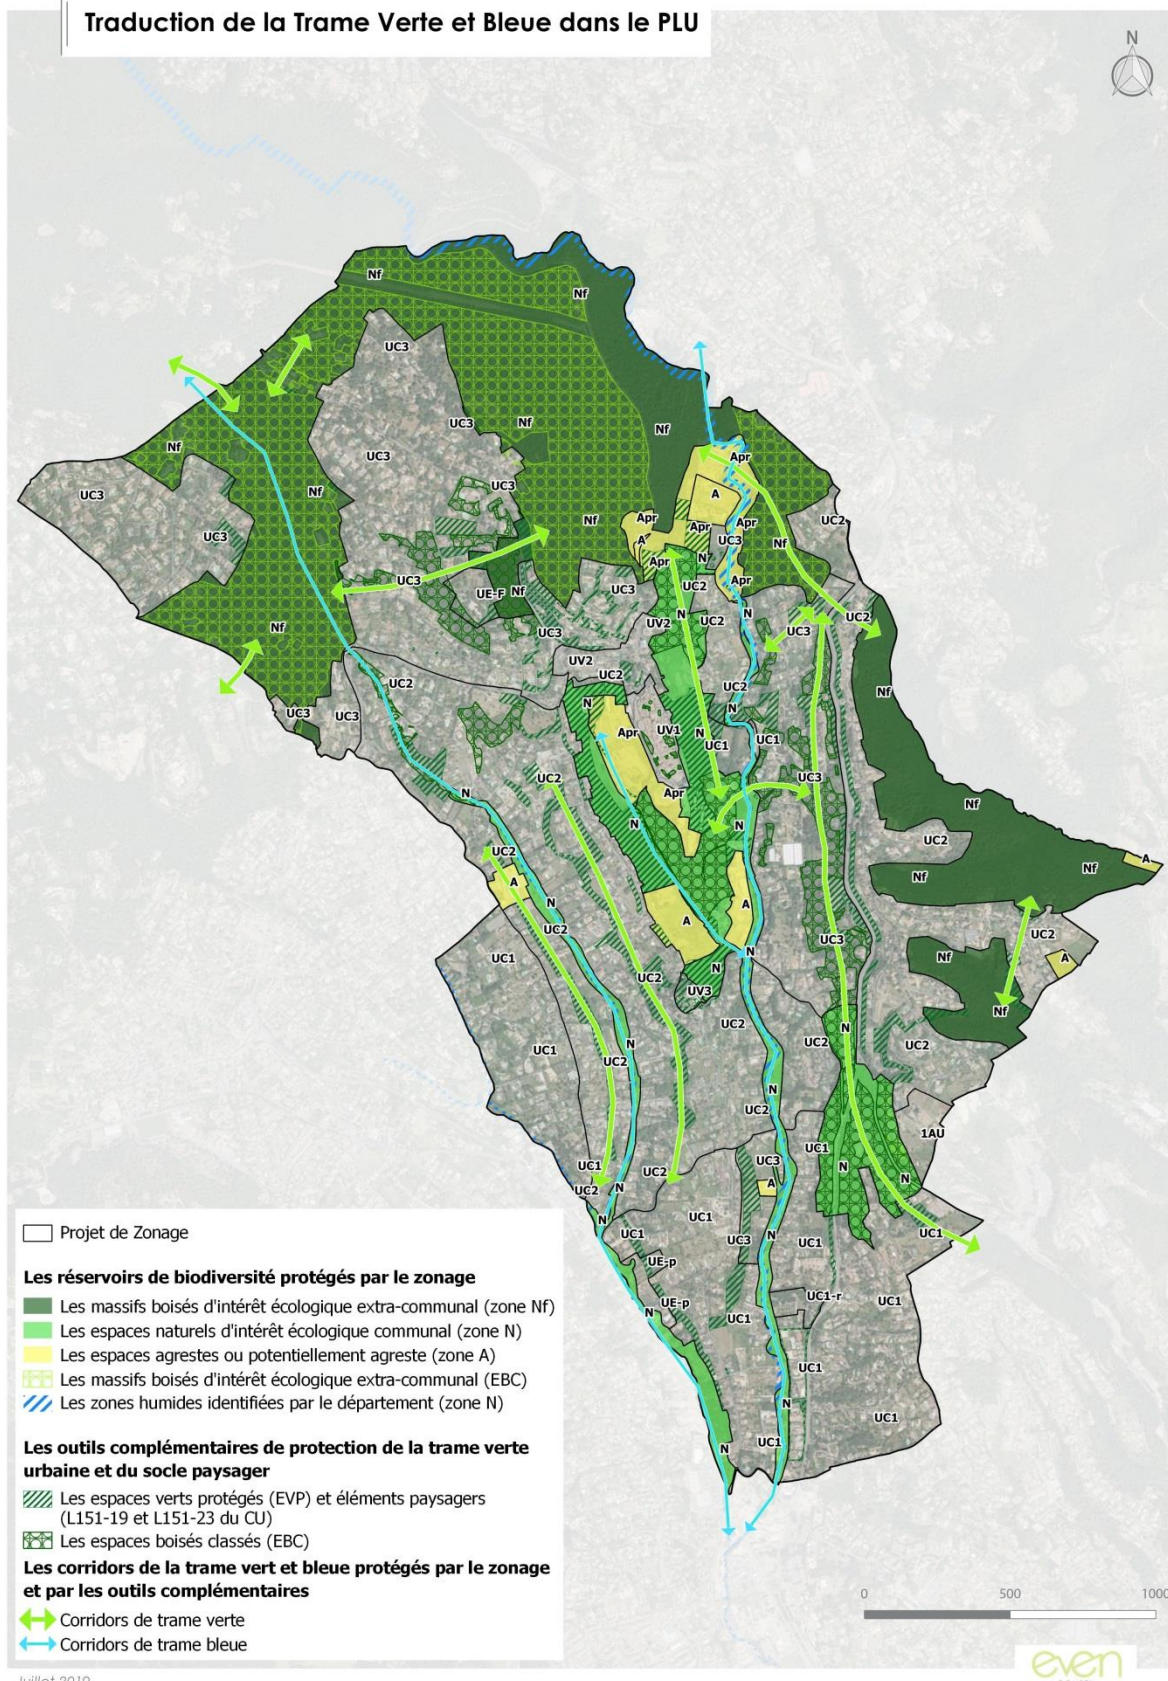 Traduction de la Trame Verte et Bleue dans le PLU
N
Nf
Nf
UC3
UC3
Nf
Nf
Nf
Apr
UC3
UC3
UC3
Nf
A
Nf
Apr
Apr
Apr
UC2
UC3
UC3
A
Nf
Apr
N
UC3
UE-F
Nf
UC3
UC2
Apr
N
N
UC2
UV2
UC2
UC3
Nf
UC3
UV2
UC2
UC2
UC2
Nf
UC3
UC3
N
N
Apr
UV1
N
UC1
UC1
UC2
UC3
Apr
N
N
N
Nf
UC2
UC2
A
Nf
Nf
A
N
UC2
A
A
UC3
UC2
UC1
N
Nf
A
UC2
N
UV3
Nf
UC2
N
UC2
UC2
UC1
N
UC2
N
UC2
1AU
UC1
UC3
UC1
UC2
UC2
N
A
N
N
N
UC1
UC1
UC1
UC3
N
UC1
UE-p
UE-p
N
UC1
UC1-r
UC1
UC1
N
UC1
UC1
N
Projet de Zonage
Les réservoirs de biodiversité protégés par le zonage
Les massifs boisés d'intérêt écologique extra-communal (zone Nf)
Les espaces naturels d'intérêt écologique communal (zone N)
Les espaces agrestes ou potentiellement agreste (zone A)
Les massifs boisés d'intérêt écologique extra-communal (EBC)
Les zones humides identifiées par le département (zone N)
Les outils complémentaires de protection de la trame verte
urbaine et du socle paysager
Les espaces verts protégés (EVP) et éléments paysagers
(L151-19 et L151-23 du CU)
Les espaces boisés classés (EBC)
Les corridors de la trame vert et bleue protégés par le zonage
et par les outils complémentaires
Corridors de trame verte
Corridors de trame bleue
0 500 1000
even